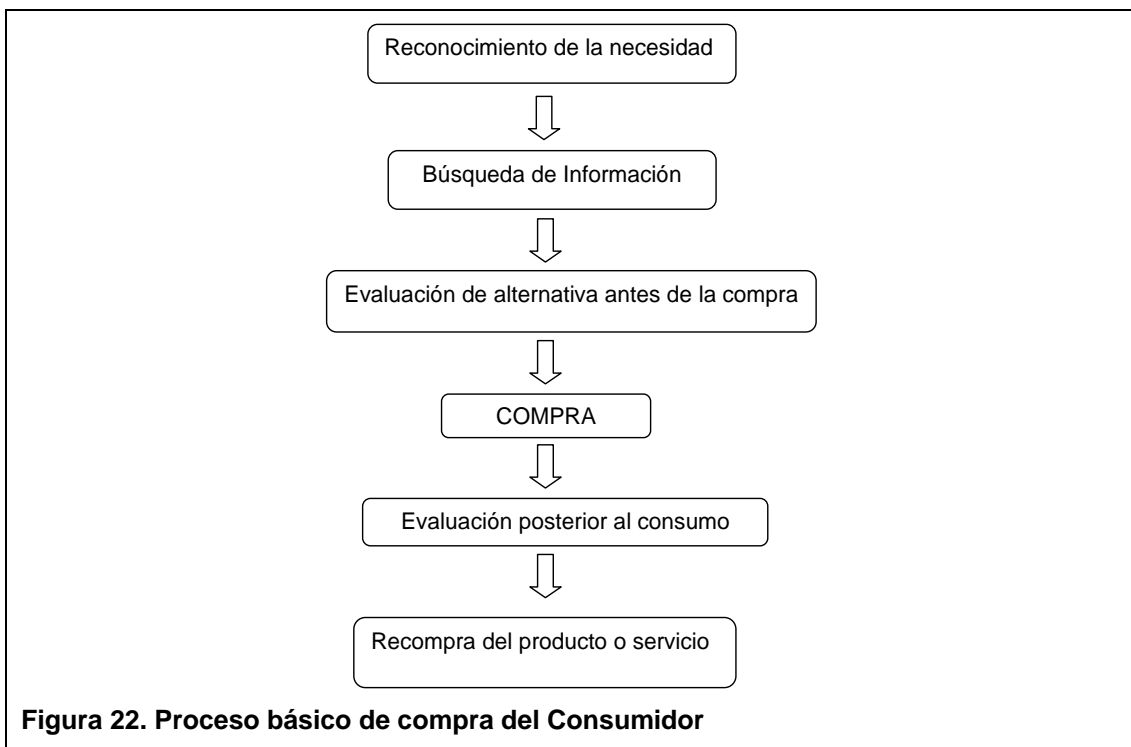 Reconocimiento de la necesidad
Búsqueda de Información
Evaluación de alternativa antes de la compra
COMPRA
Evaluación posterior al consumo
Recompra del producto o servicio
Figura 22. Proceso básico de compra del Consumidor